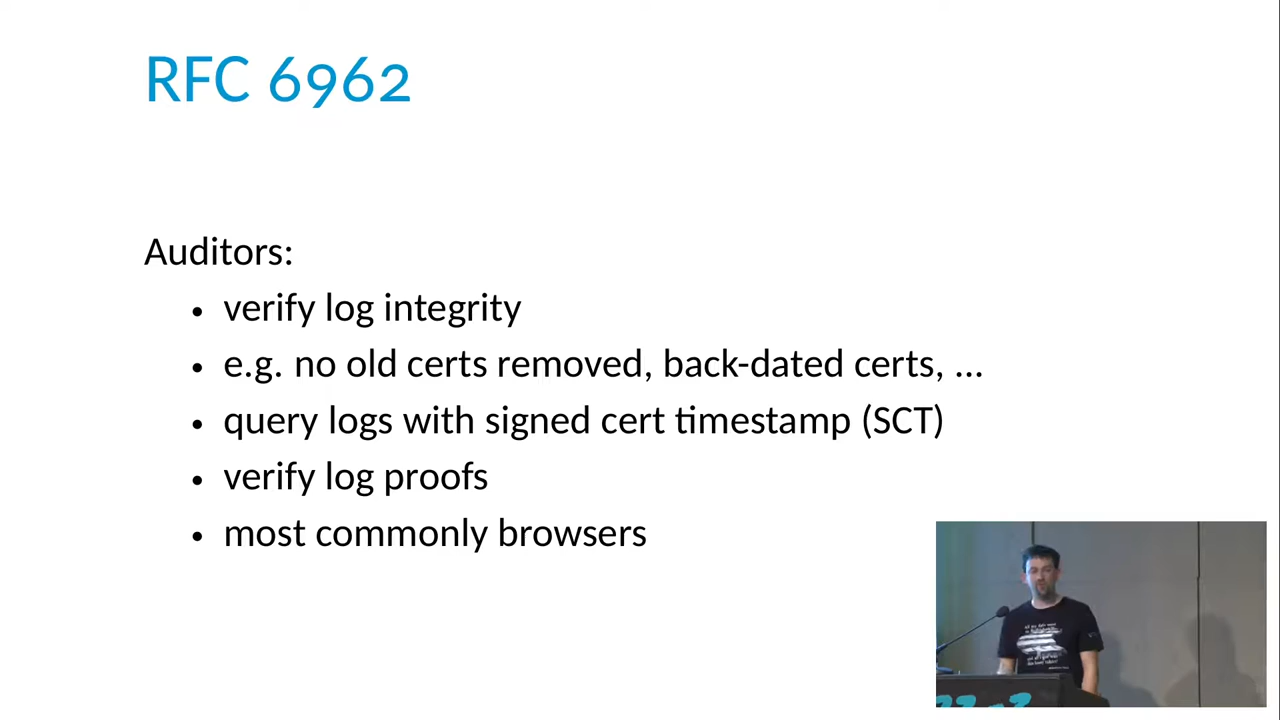 RFC 6962
Auditors:
• verify log integrity
• e.g. no old certs removed, back-dated certs, ...
• query logs with signed cert timestamp (SCT)
• verify log proofs
• most commonly browsers